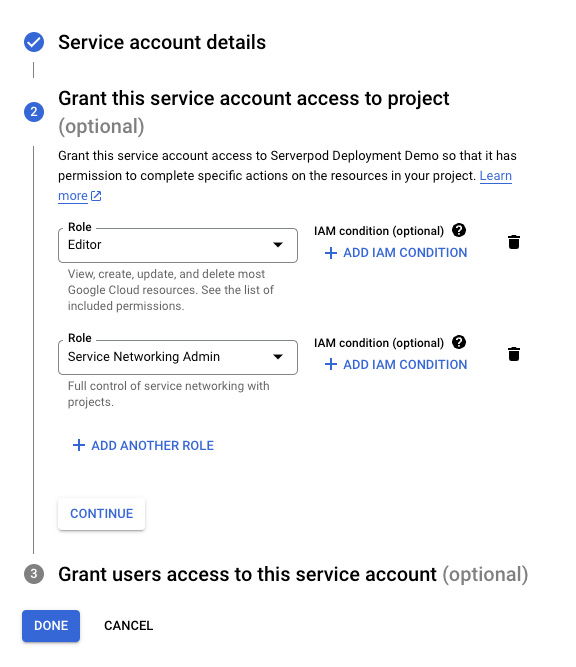 Service account details
2
Grant this service account access to project
(optional)
Grant this service account access to Serverpod Deployment Demo so that it has
permission to complete specific actions on the resources in your project. Learn
more
Role
Editor
IAM condition (optional) ?
+ ADD IAM CONDITION
View, create, update, and delete most
Google Cloud resources. See the list of
included permissions.
Role
Service Networking Admin
IAM condition (optional) ?
+ ADD IAM CONDITION
Full control of service networking with
projects.
+ ADD ANOTHER ROLE
CONTINUE
3
Grant users access to this service account (optional)
DONE
CANCEL